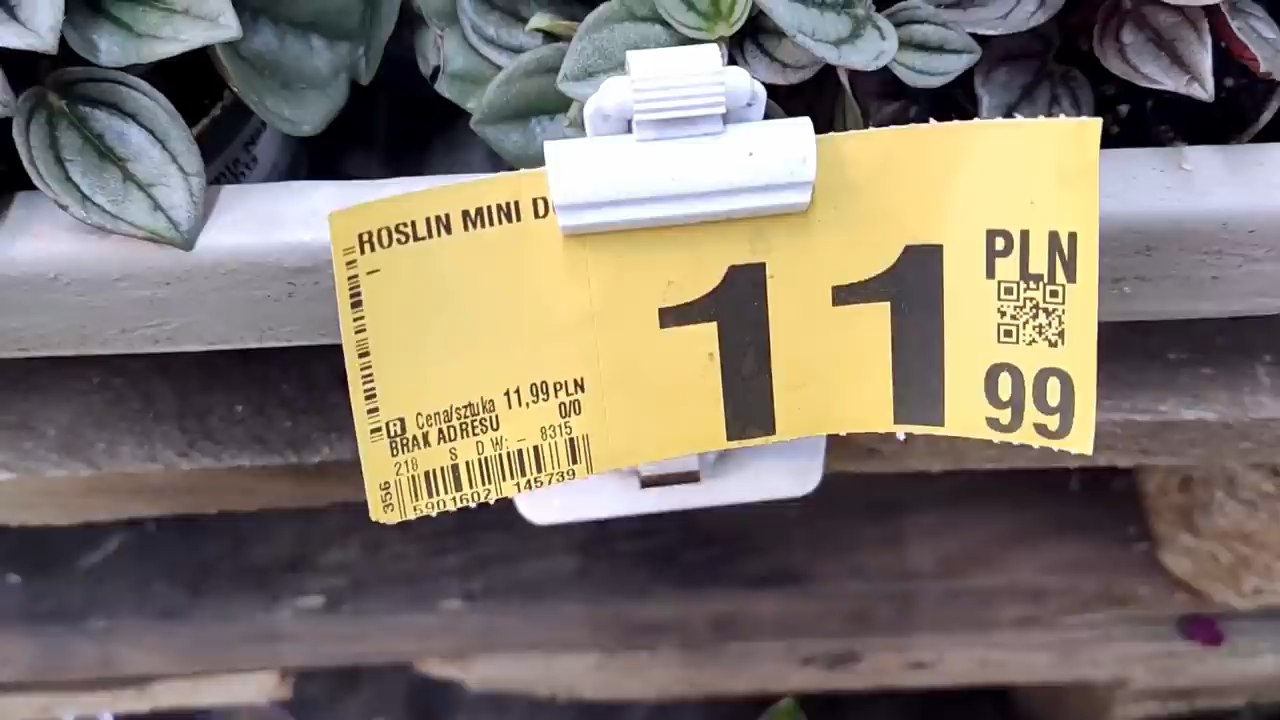 ROSLIN MINI
11 PLN
99
Cena/sztuka 11,99 PLN
0/0
BRAK ADRESU
218 S D W: _ 8315
356
5901602 145739